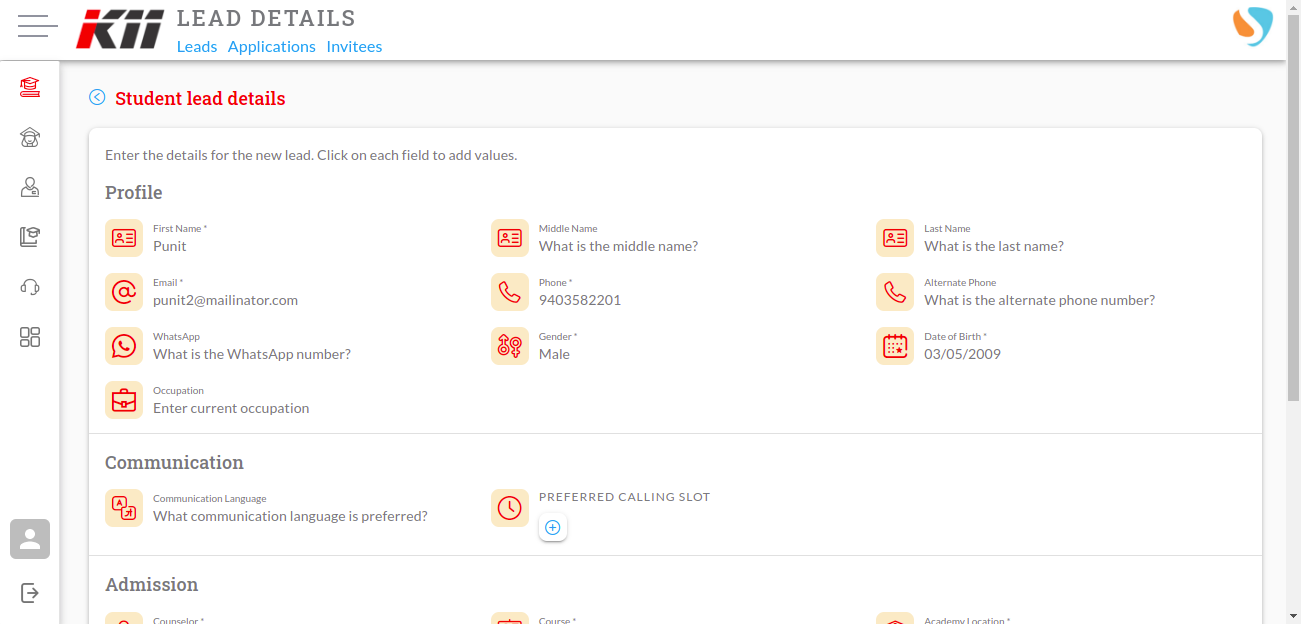 KII
LEAD DETAILS
Leads Applications Invitees
Student lead details
Enter the details for the new lead. Click on each field to add values.
Profile
First Name *
Punit
Middle Name
What is the middle name?
Last Name
What is the last name?
Email *
punit2@mailinator.com
Phone *
9403582201
Alternate Phone
What is the alternate phone number?
WhatsApp
What is the WhatsApp number?
Gender *
Male
Date of Birth *
03/05/2009
Occupation
Enter current occupation
Communication
Communication Language
What communication language is preferred?
PREFERRED CALLING SLOT
Admission
Counselor *
Course *
Academy Location *